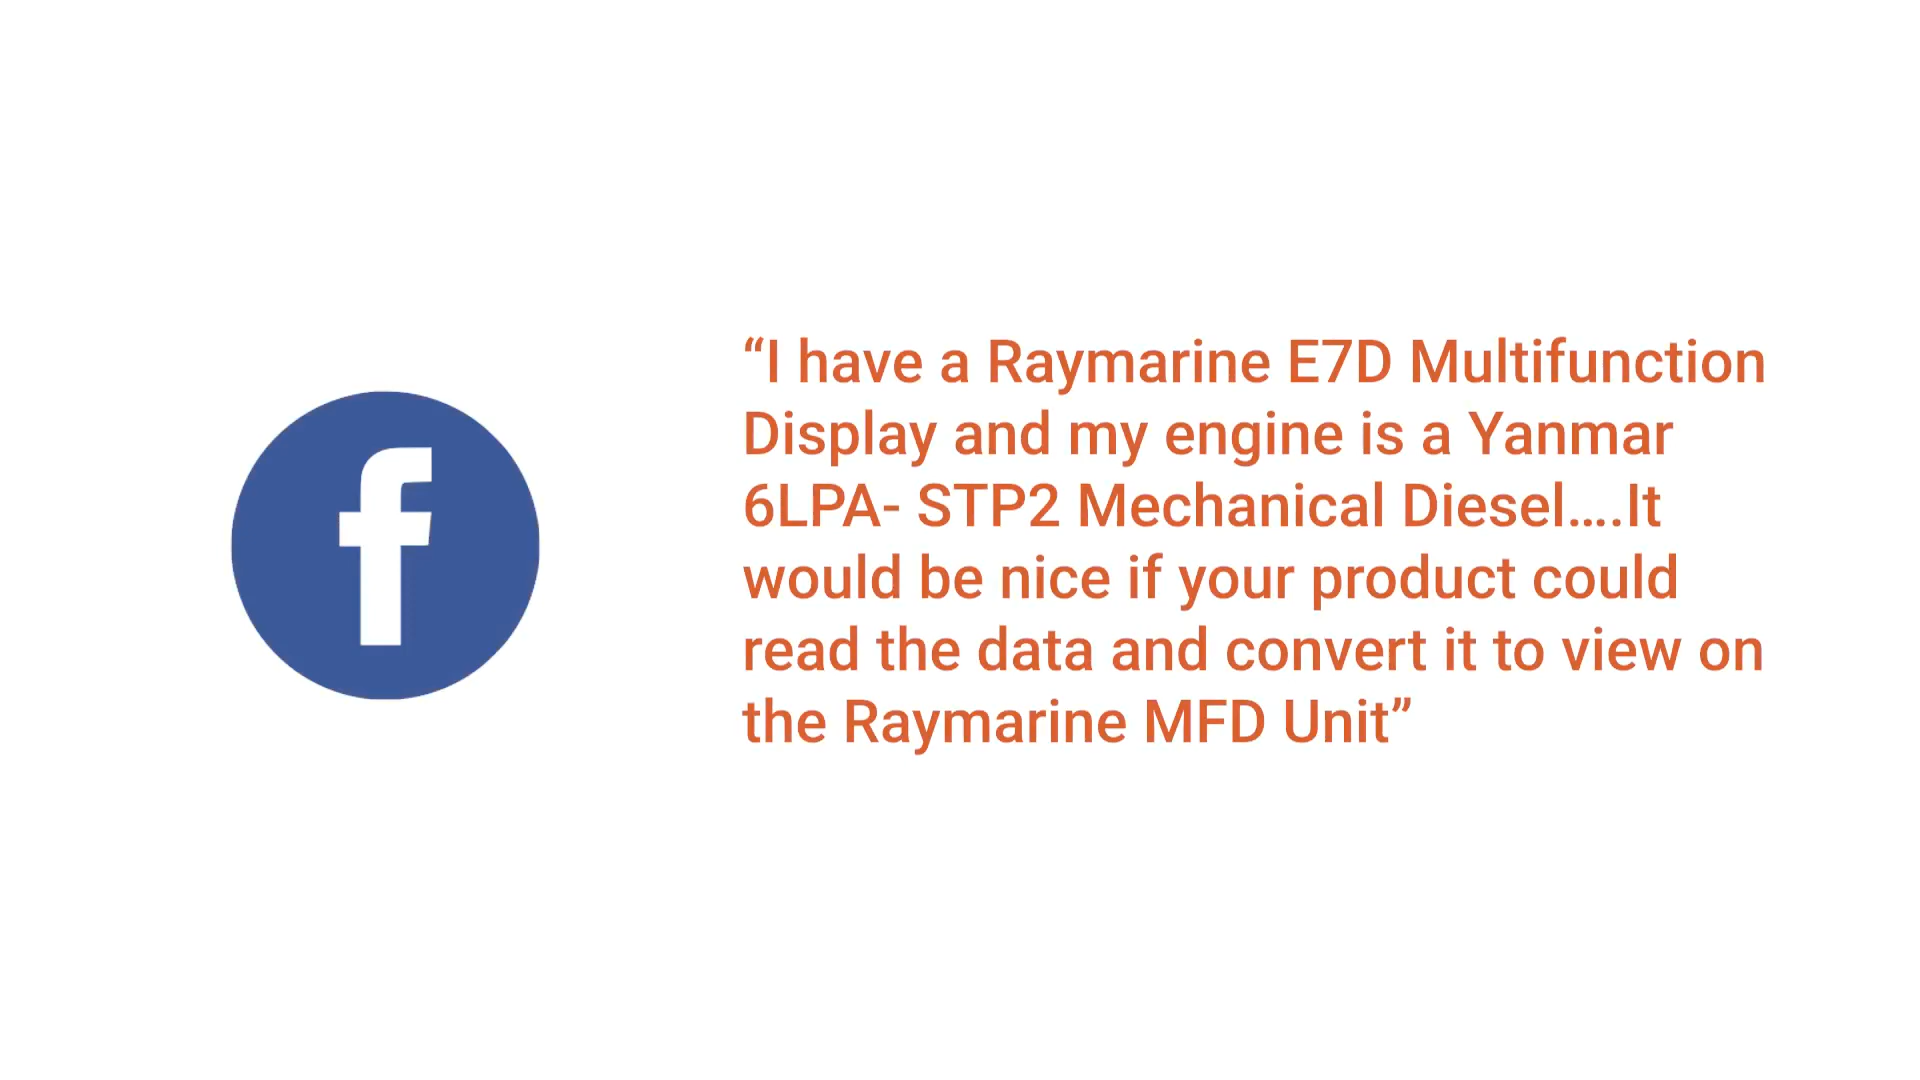 “I have a Raymarine E7D Multifunction
Display and my engine is a Yanmar
6LPA- STP2 Mechanical Diesel....It
would be nice if your product could
read the data and convert it to view on
the Raymarine MFD Unit”